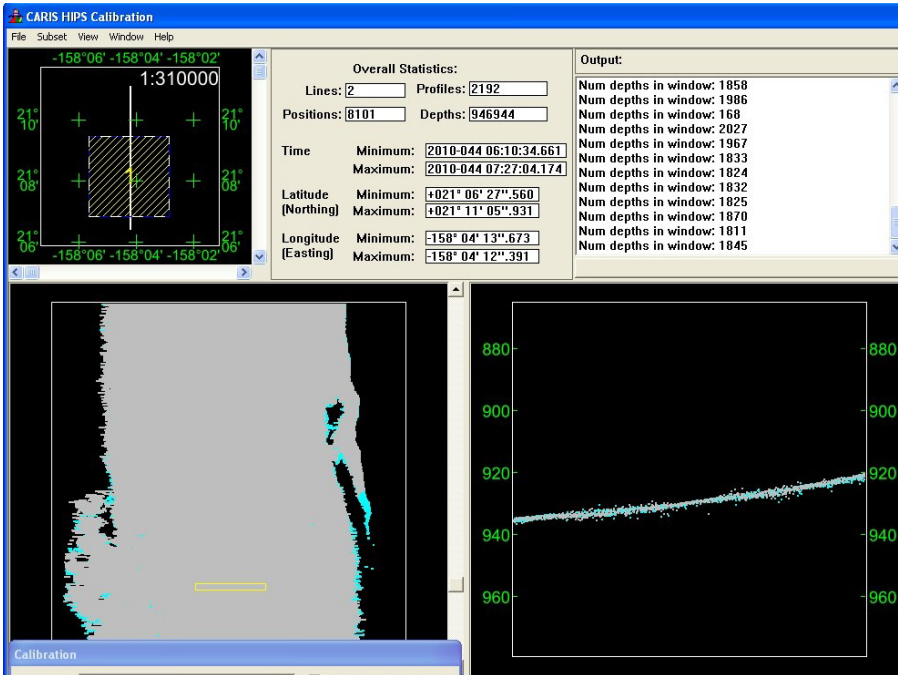 CARIS HIPS Calibration
File Subset View Window Help
-158°06' -158°04' -158°02'
1:310000
21° 10' 21° 10'
21° 08' 21° 08'
21° 06' 21° 06'
-158°06' -158°04' -158°02'
Overall Statistics:
Lines: 2 Profiles: 2192
Positions: 8101 Depths: 946944
Time Minimum: 2010-044 06:10:34.661
Maximum: 2010-044 07:27:04.174
Latitude Minimum: +021° 06' 27".560
(Northing) Maximum: +021° 11' 05".931
Longitude Minimum: -158° 04' 13".673
(Easting) Maximum: -158° 04' 12".391
Output:
Num depths in window: 1858
Num depths in window: 1986
Num depths in window: 168
Num depths in window: 2027
Num depths in window: 1967
Num depths in window: 1833
Num depths in window: 1824
Num depths in window: 1832
Num depths in window: 1825
Num depths in window: 1870
Num depths in window: 1811
Num depths in window: 1845
880 880
900 900
920 920
940 940
960 960
Calibration